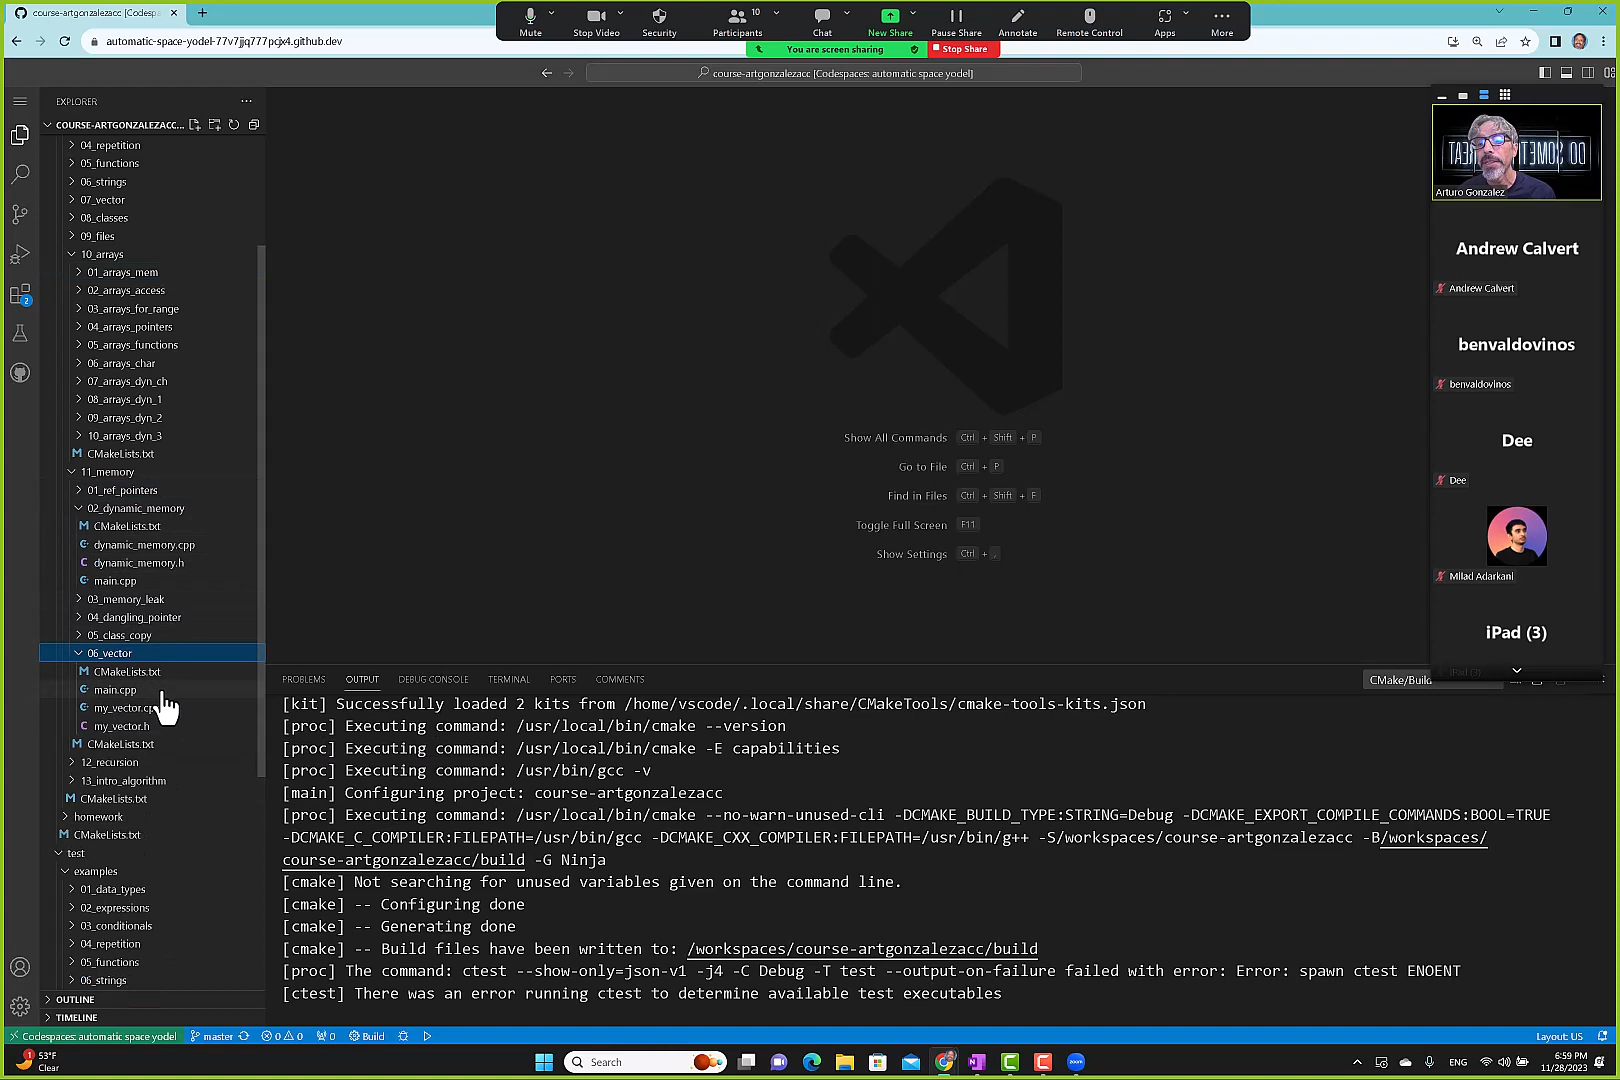 course-artgonzalezacc [Codespa
automatic-space-yodel-77v7jjq777pcjx4.github.dev
Mute
Stop Video
Security
10
Participants
Chat
New Share
Pause Share
Annotate
Remote Control
Apps
More
You are screen sharing
Stop Share
course-artgonzalezacc [Codespaces: automatic space yodel]
EXPLORER
COURSE-ARTGONZALEZACC...
04_repetition
05_functions
06_strings
07_vector
08_classes
09_files
10_arrays
01_arrays_mem
02_arrays_access
03_arrays_for_range
04_arrays_pointers
05_arrays_functions
06_arrays_char
07_arrays_dyn_ch
08_arrays_dyn_1
09_arrays_dyn_2
10_arrays_dyn_3
CMakeLists.txt
11_memory
01_ref_pointers
02_dynamic_memory
CMakeLists.txt
dynamic_memory.cpp
dynamic_memory.h
main.cpp
03_memory_leak
04_dangling_pointer
05_class_copy
06_vector
CMakeLists.txt
main.cpp
my_vector.cp
my_vector.h
CMakeLists.txt
12_recursion
13_intro_algorithm
CMakeLists.txt
homework
CMakeLists.txt
test
examples
01_data_types
02_expressions
03_conditionals
04_repetition
05_functions
06_strings
OUTLINE
TIMELINE
2
Show All Commands Ctrl + Shift + P
Go to File Ctrl + P
Find in Files Ctrl + Shift + F
Toggle Full Screen F11
Show Settings Ctrl + ,
Arturo Gonzalez
Andrew Calvert
Andrew Calvert
benvaldovinos
benvaldovinos
Dee
Dee
Milad Adarkani
iPad (3)
iPad (3)
PROBLEMS OUTPUT DEBUG CONSOLE TERMINAL PORTS COMMENTS
CMake/Build
[kit] Successfully loaded 2 kits from /home/vscode/.local/share/CMakeTools/cmake-tools-kits.json
[proc] Executing command: /usr/local/bin/cmake --version
[proc] Executing command: /usr/local/bin/cmake -E capabilities
[proc] Executing command: /usr/bin/gcc -v
[main] Configuring project: course-artgonzalezacc
[proc] Executing command: /usr/local/bin/cmake --no-warn-unused-cli -DCMAKE_BUILD_TYPE:STRING=Debug -DCMAKE_EXPORT_COMPILE_COMMANDS:BOOL=TRUE
-DCMAKE_C_COMPILER:FILEPATH=/usr/bin/gcc -DCMAKE_CXX_COMPILER:FILEPATH=/usr/bin/g++ -S/workspaces/course-artgonzalezacc -B/workspaces/
course-artgonzalezacc/build -G Ninja
[cmake] Not searching for unused variables given on the command line.
[cmake] -- Configuring done
[cmake] -- Generating done
[cmake] -- Build files have been written to: /workspaces/course-artgonzalezacc/build
[proc] The command: ctest --show-only=json-v1 -j4 -C Debug -T test --output-on-failure failed with error: Error: spawn ctest ENOENT
[ctest] There was an error running ctest to determine available test executables
Codespaces: automatic space yodel
master
0 0
0
Build
Layout: US
1
53°F
Clear
Search
zoom
ENG
6:59 PM
11/28/2023